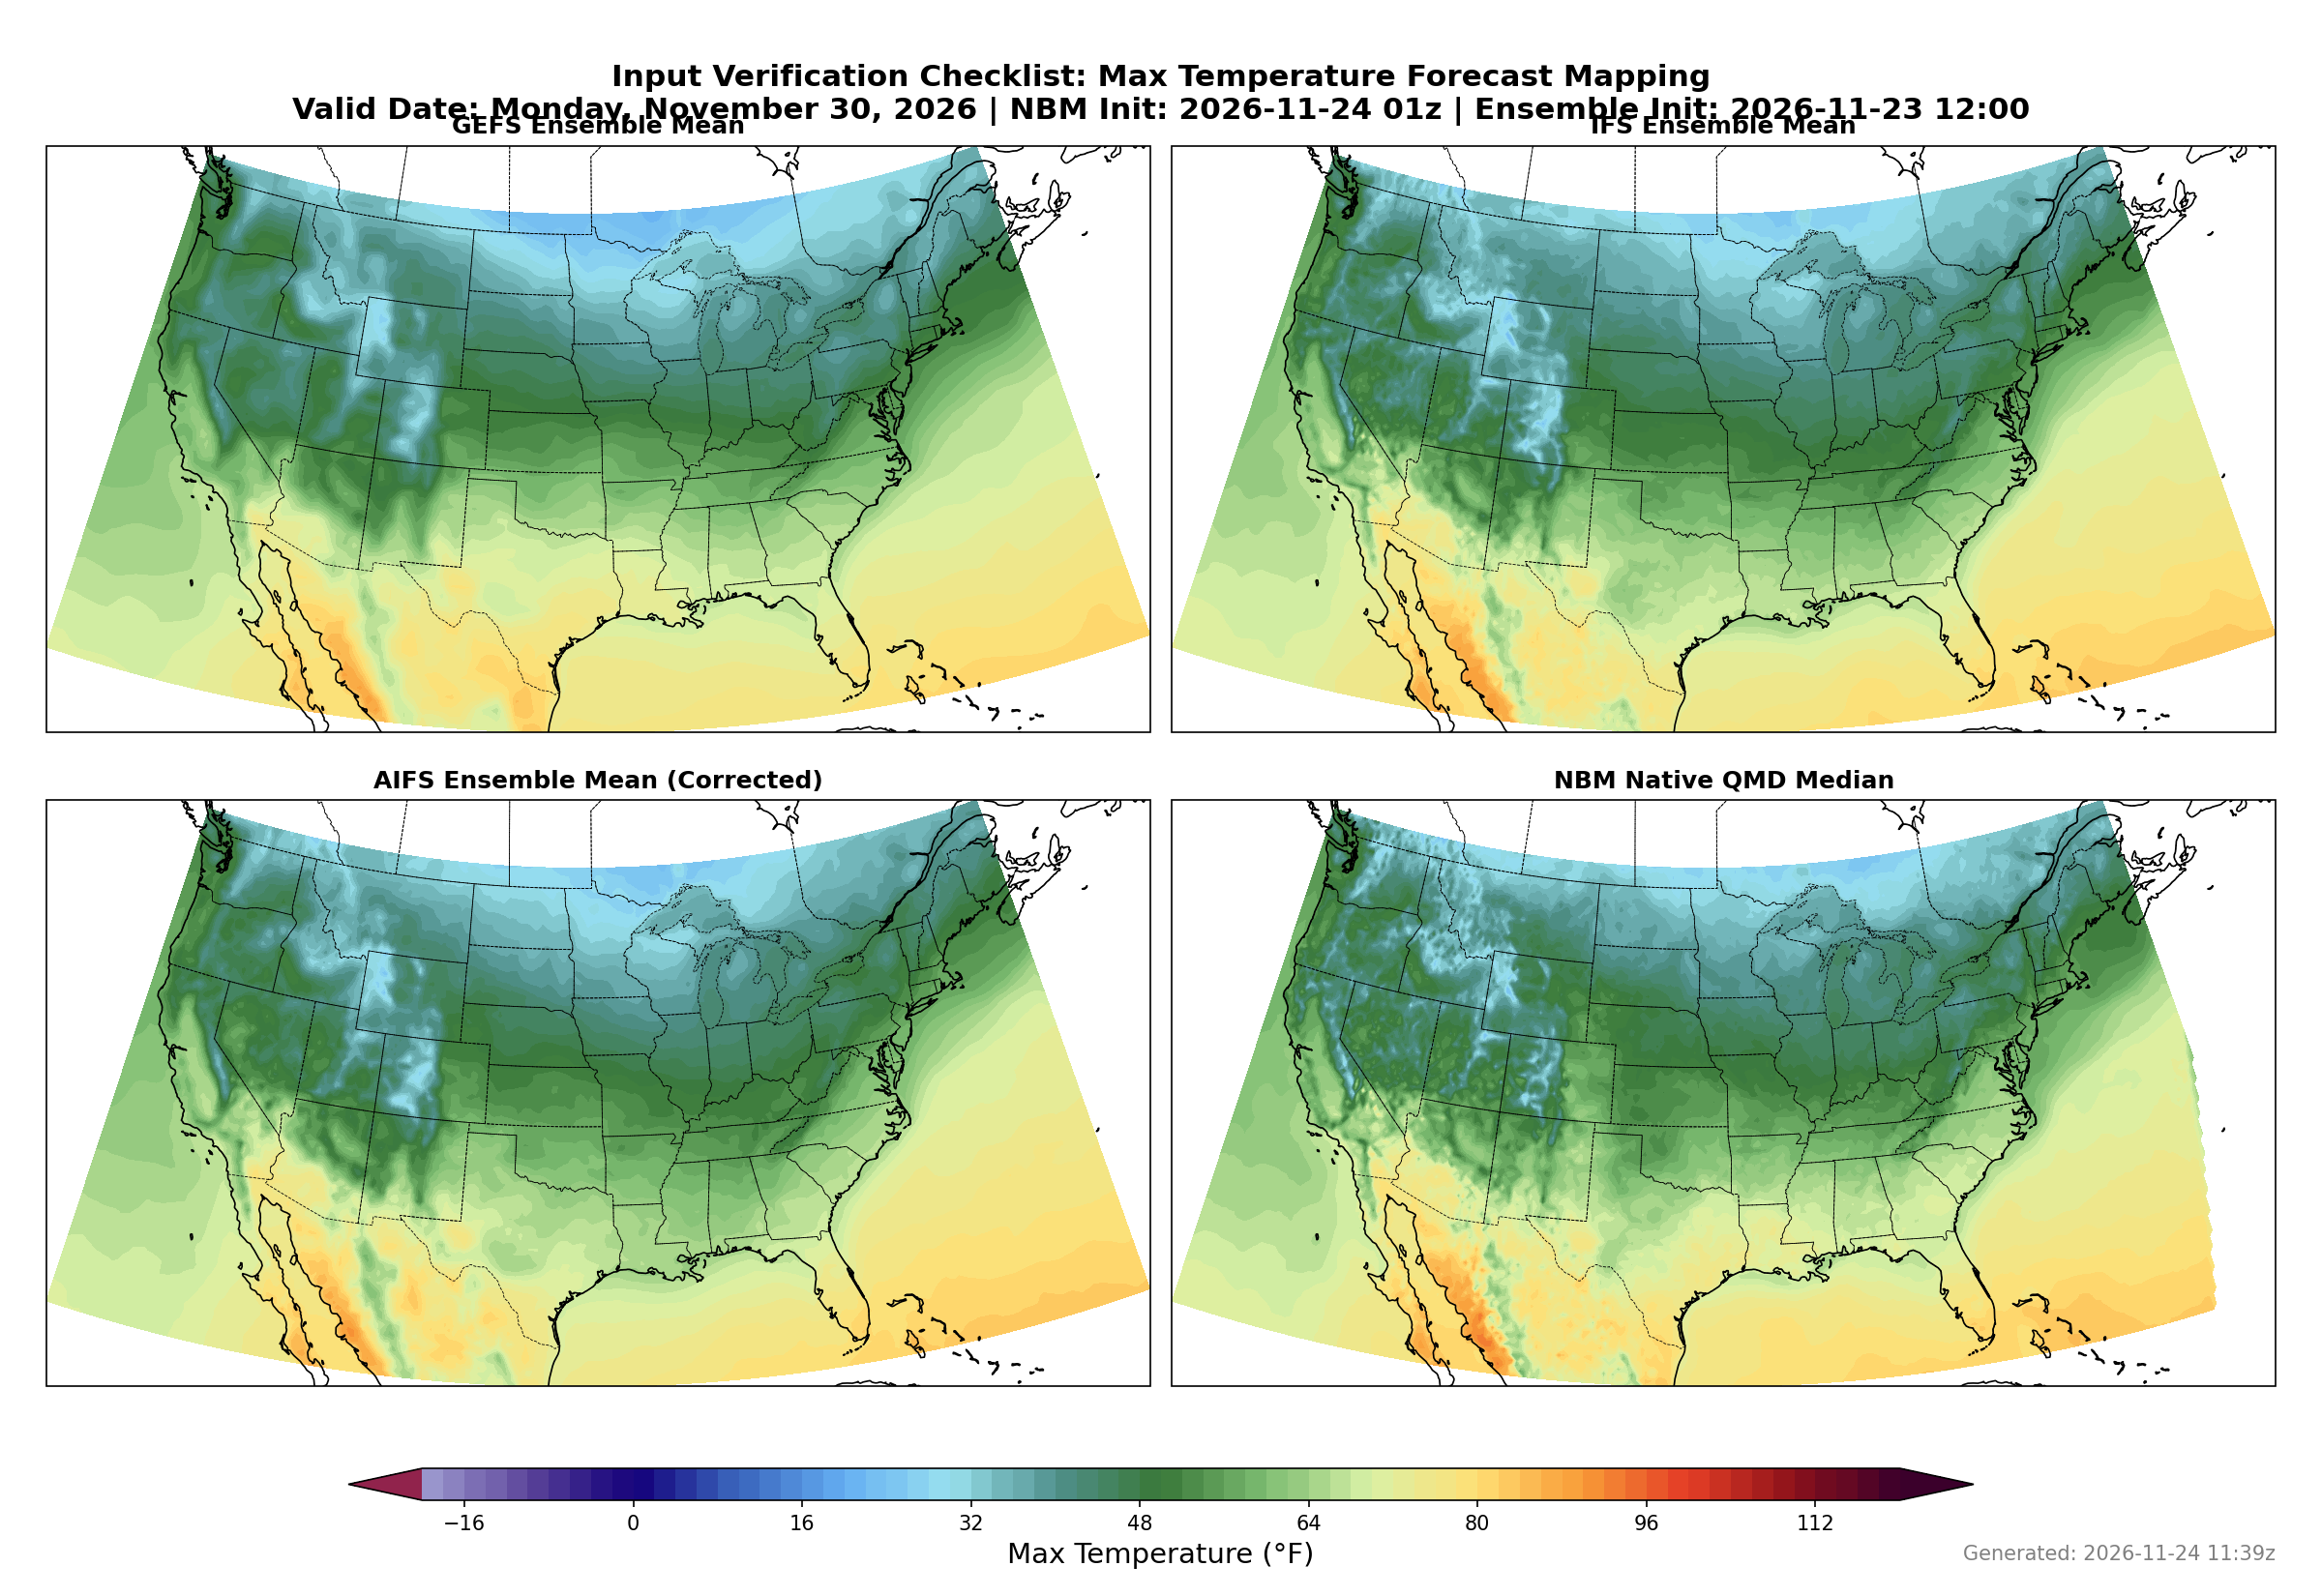 Input Verification Checklist: Max Temperature Forecast Mapping
Valid Date: Monday, November 30, 2026 | NBM Init: 2026-11-24 01z | Ensemble Init: 2026-11-23 12:00
GEFS Ensemble Mean
IFS Ensemble Mean
AIFS Ensemble Mean (Corrected)
NBM Native QMD Median
−16 0 16 32 48 64 80 96 112
Max Temperature (°F)
Generated: 2026-11-24 11:39z